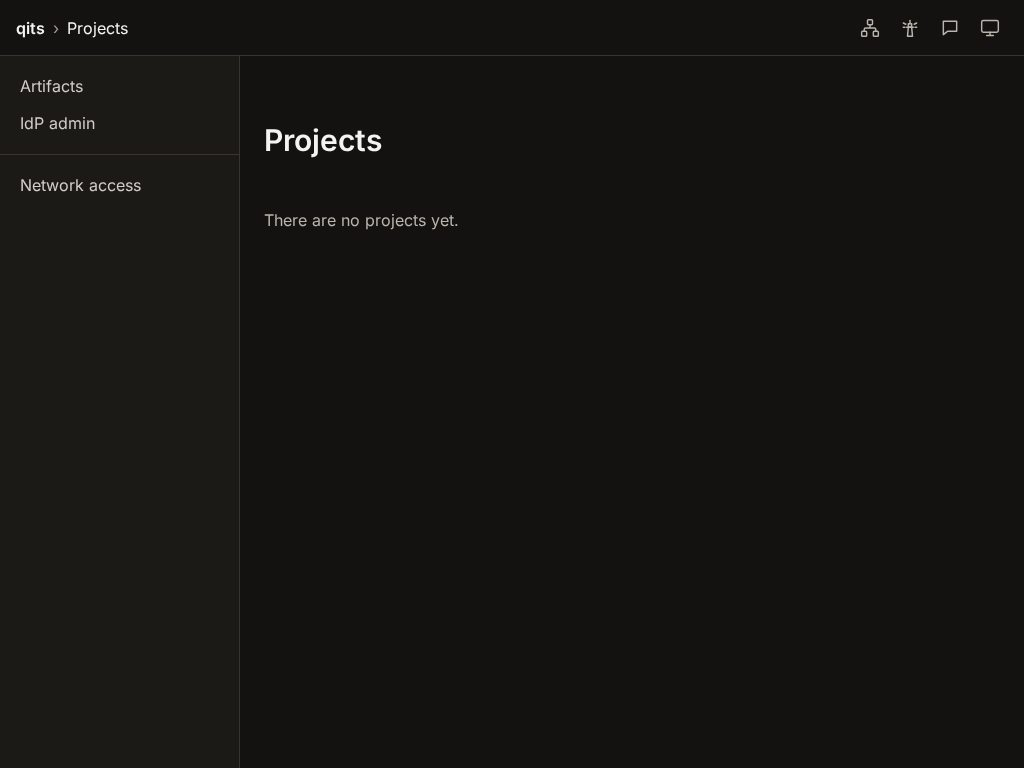 qits › Projects
Artifacts
IdP admin
Network access
Projects
There are no projects yet.